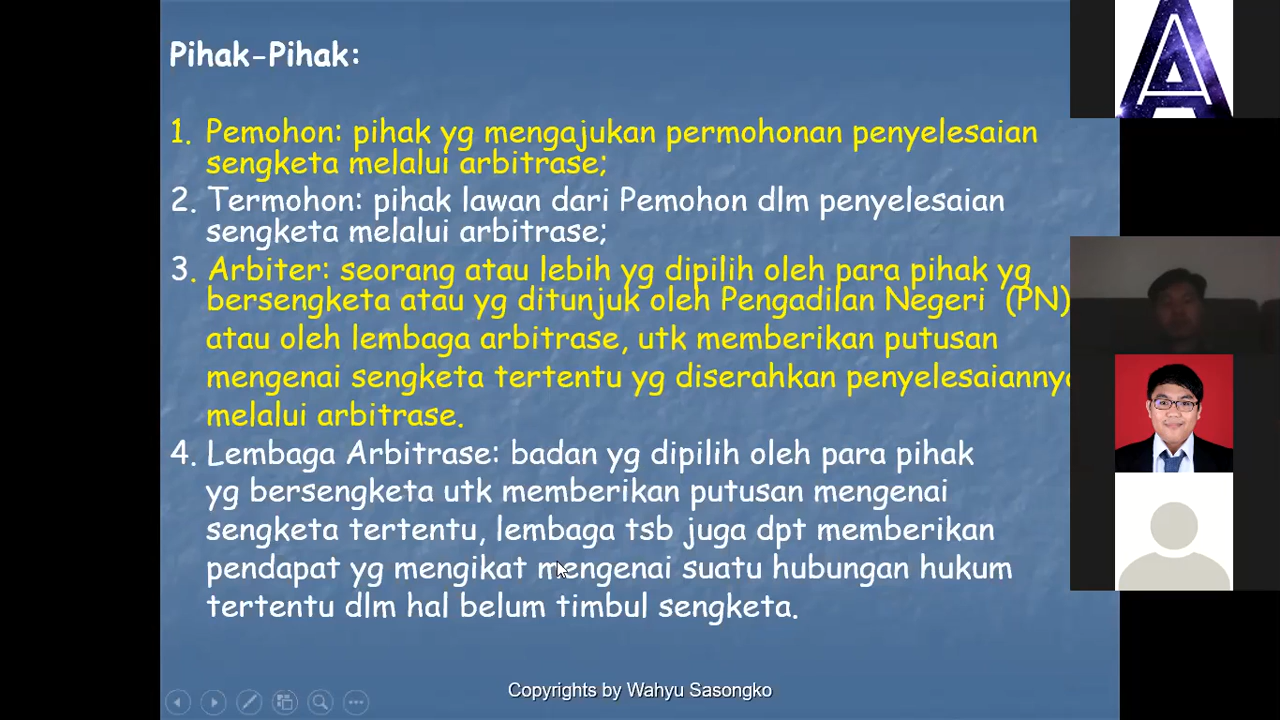 Pihak-Pihak:
1. Pemohon: pihak yg mengajukan permohonan penyelesaian
sengketa melalui arbitrase;
2. Termohon: pihak lawan dari Pemohon dlm penyelesaian
sengketa melalui arbitrase;
3. Arbiter: seorang atau lebih yg dipilih oleh para pihak yg
bersengketa atau yg ditunjuk oleh Pengadilan Negeri (PN)
atau oleh lembaga arbitrase, utk memberikan putusan
mengenai sengketa tertentu yg diserahkan penyelesaiannya
melalui arbitrase.
4. Lembaga Arbitrase: badan yg dipilih oleh para pihak
yg bersengketa utk memberikan putusan mengenai
sengketa tertentu, lembaga tsb juga dpt memberikan
pendapat yg mengikat mengenai suatu hubungan hukum
tertentu dlm hal belum timbul sengketa.
Copyrights by Wahyu Sasongko
A